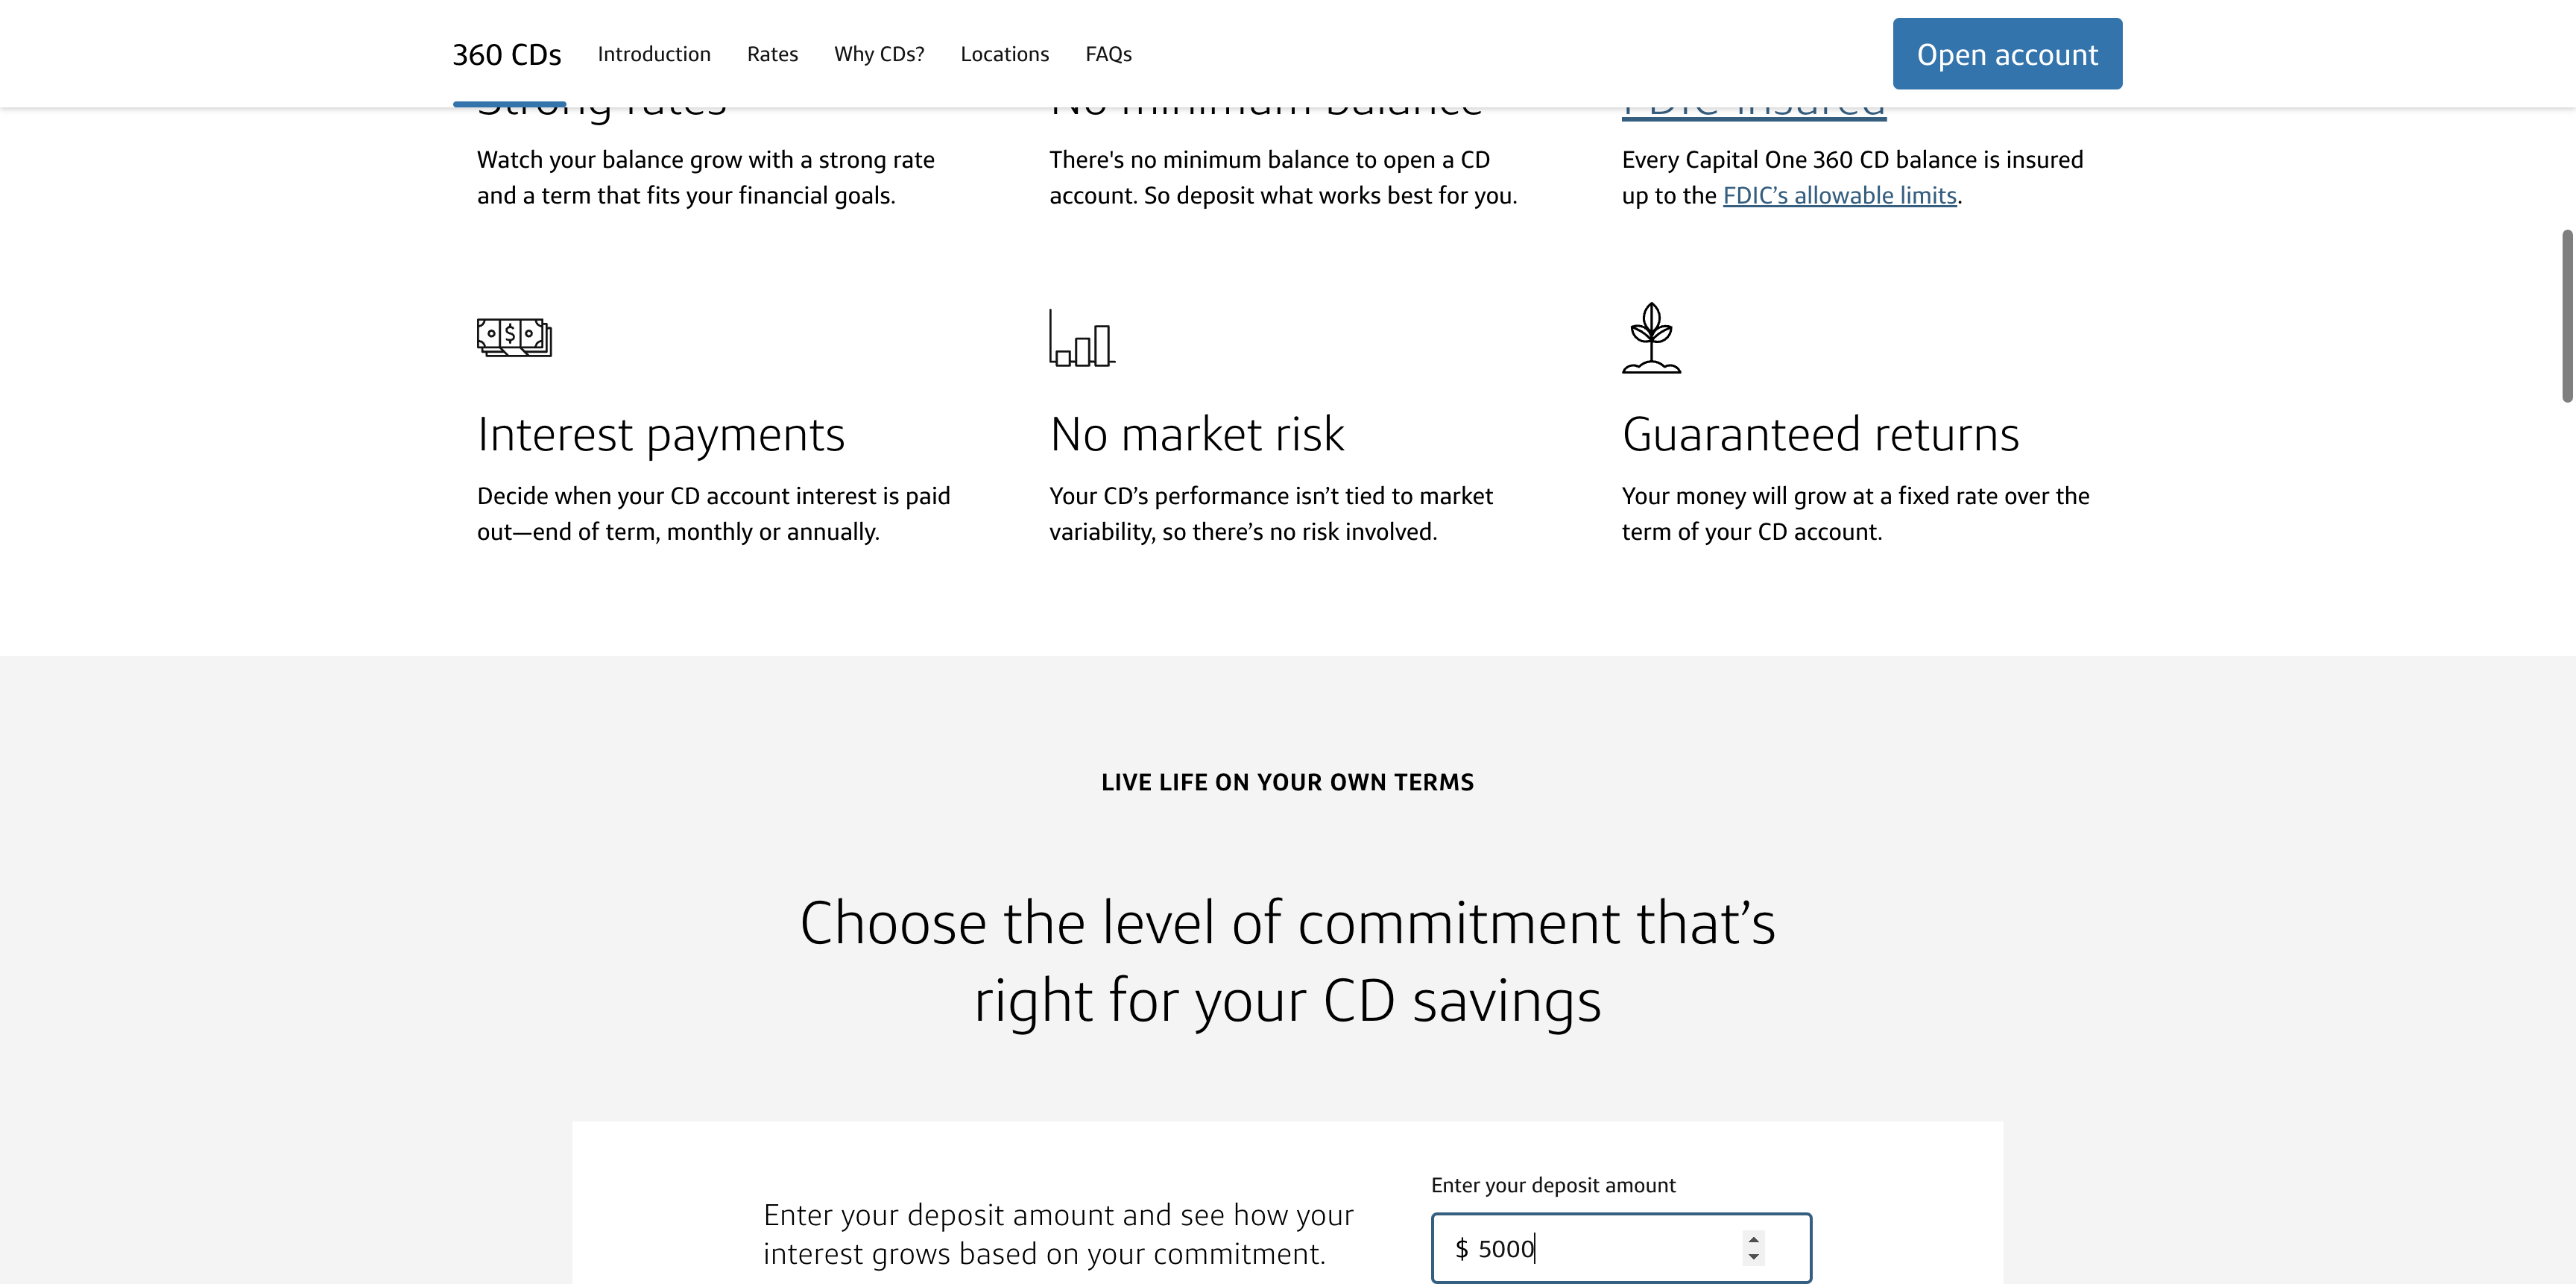 360 CDs
Introduction
Rates
Why CDs?
Locations
FAQs
Open account
Strong rates
No minimum balance
FDIC-insured
Watch your balance grow with a strong rate
and a term that fits your financial goals.
There's no minimum balance to open a CD
account. So deposit what works best for you.
Every Capital One 360 CD balance is insured
up to the FDIC’s allowable limits.
Interest payments
No market risk
Guaranteed returns
Decide when your CD account interest is paid
out—end of term, monthly or annually.
Your CD’s performance isn’t tied to market
variability, so there’s no risk involved.
Your money will grow at a fixed rate over the
term of your CD account.
LIVE LIFE ON YOUR OWN TERMS
Choose the level of commitment that’s
right for your CD savings
Enter your deposit amount and see how your
interest grows based on your commitment.
Enter your deposit amount
$ 5000